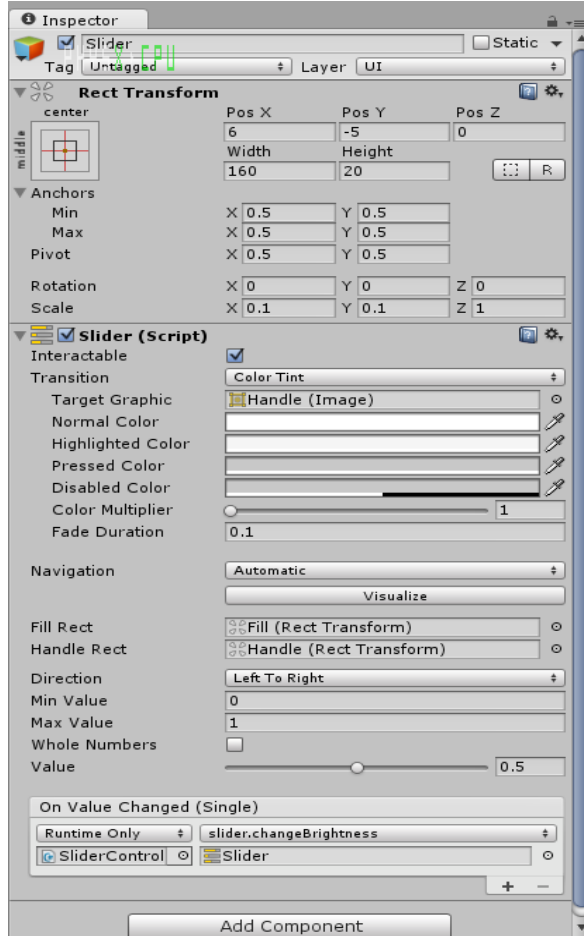 Inspector
Slider Static
Tag Untagged Layer UI
Rect Transform
center Pos X Pos Y Pos Z
middle 6 -5 0
Width Height
160 20 R
Anchors
Min X 0.5 Y 0.5
Max X 0.5 Y 0.5
Pivot X 0.5 Y 0.5
Rotation X 0 Y 0 Z 0
Scale X 0.1 Y 0.1 Z 1
Slider (Script)
Interactable
Transition Color Tint
Target Graphic Handle (Image)
Normal Color
Highlighted Color
Pressed Color
Disabled Color
Color Multiplier 1
Fade Duration 0.1
Navigation Automatic
Visualize
Fill Rect Fill (Rect Transform)
Handle Rect Handle (Rect Transform)
Direction Left To Right
Min Value 0
Max Value 1
Whole Numbers
Value 0.5
On Value Changed (Single)
Runtime Only slider.changeBrightness
SliderControl Slider
+ −
Add Component